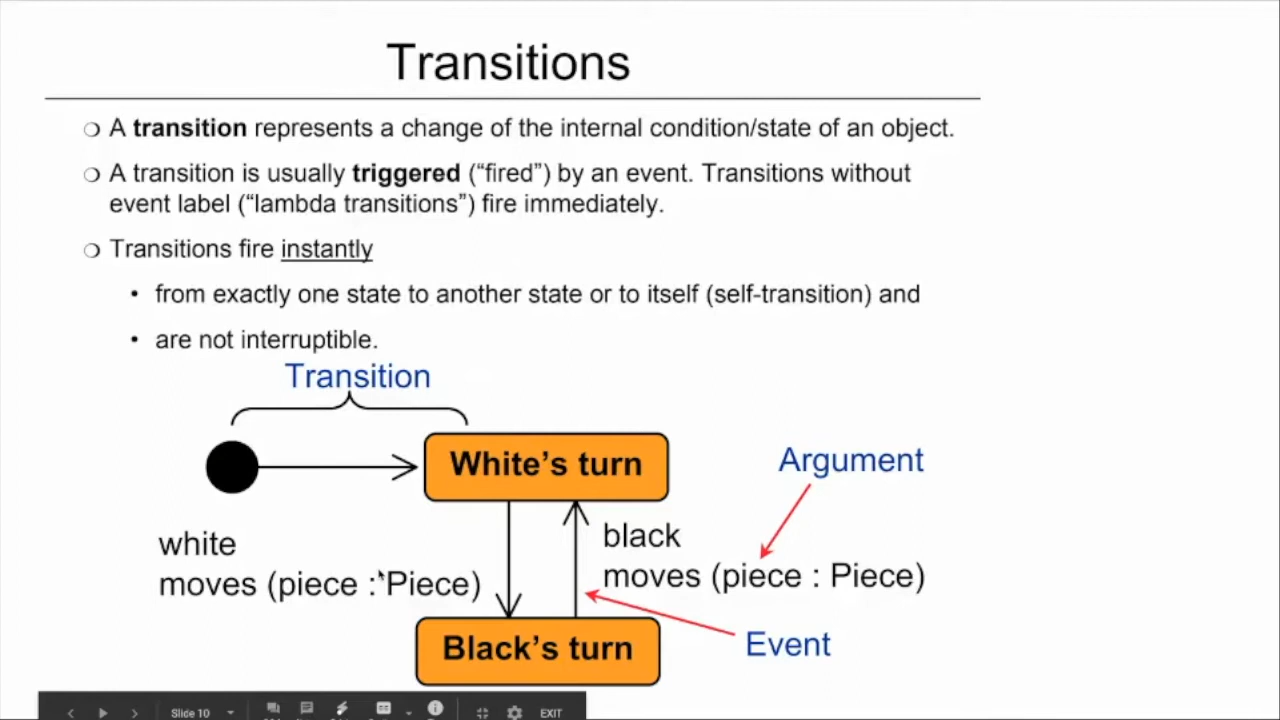 Transitions
❍ A transition represents a change of the internal condition/state of an object.
❍ A transition is usually triggered (“fired”) by an event. Transitions without
event label (“lambda transitions”) fire immediately.
❍ Transitions fire instantly
• from exactly one state to another state or to itself (self-transition) and
• are not interruptible.
Transition
White’s turn
Argument
white
moves (piece : Piece)
black
moves (piece : Piece)
Event
Black’s turn
Slide 10
EXIT